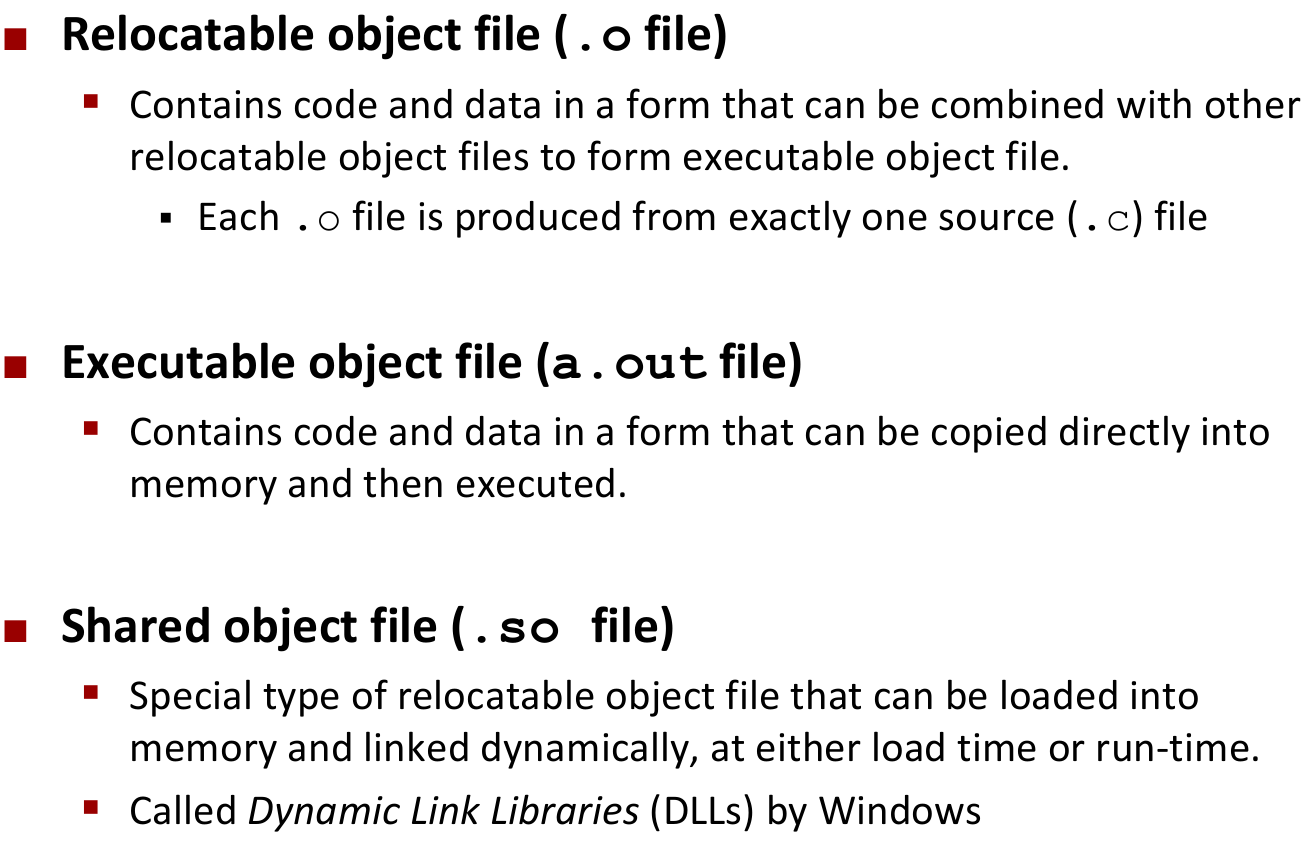 ■ Relocatable object file (.o file)
▪ Contains code and data in a form that can be combined with other
relocatable object files to form executable object file.
▪ Each .o file is produced from exactly one source (.c) file
■ Executable object file (a.out file)
▪ Contains code and data in a form that can be copied directly into
memory and then executed.
■ Shared object file (.so file)
▪ Special type of relocatable object file that can be loaded into
memory and linked dynamically, at either load time or run-time.
▪ Called Dynamic Link Libraries (DLLs) by Windows